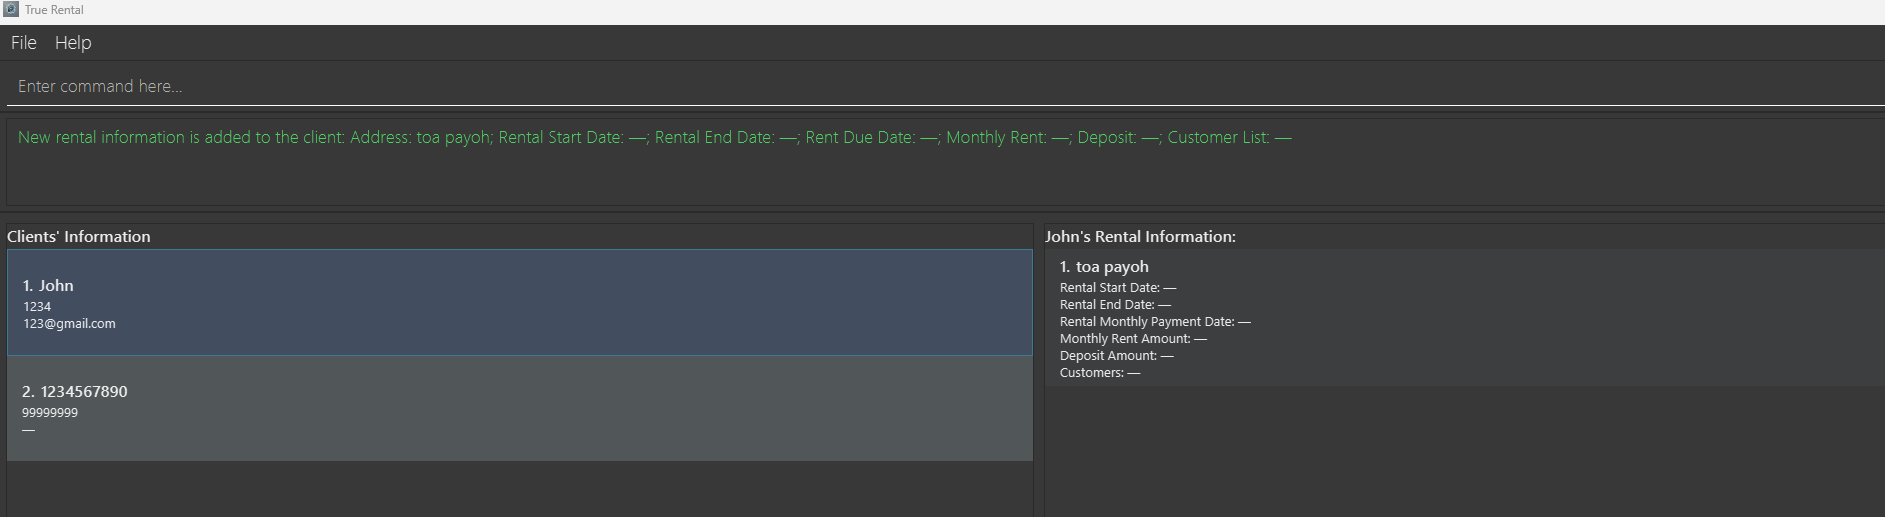 True Rental
File Help
Enter command here...
New rental information is added to the client: Address: toa payoh; Rental Start Date: —; Rental End Date: —; Rent Due Date: —; Monthly Rent: —; Deposit: —; Customer List: —
Clients' Information
1. John
1234
123@gmail.com
2. 1234567890
99999999
—
John's Rental Information:
1. toa payoh
Rental Start Date: —
Rental End Date: —
Rental Monthly Payment Date: —
Monthly Rent Amount: —
Deposit Amount: —
Customers: —